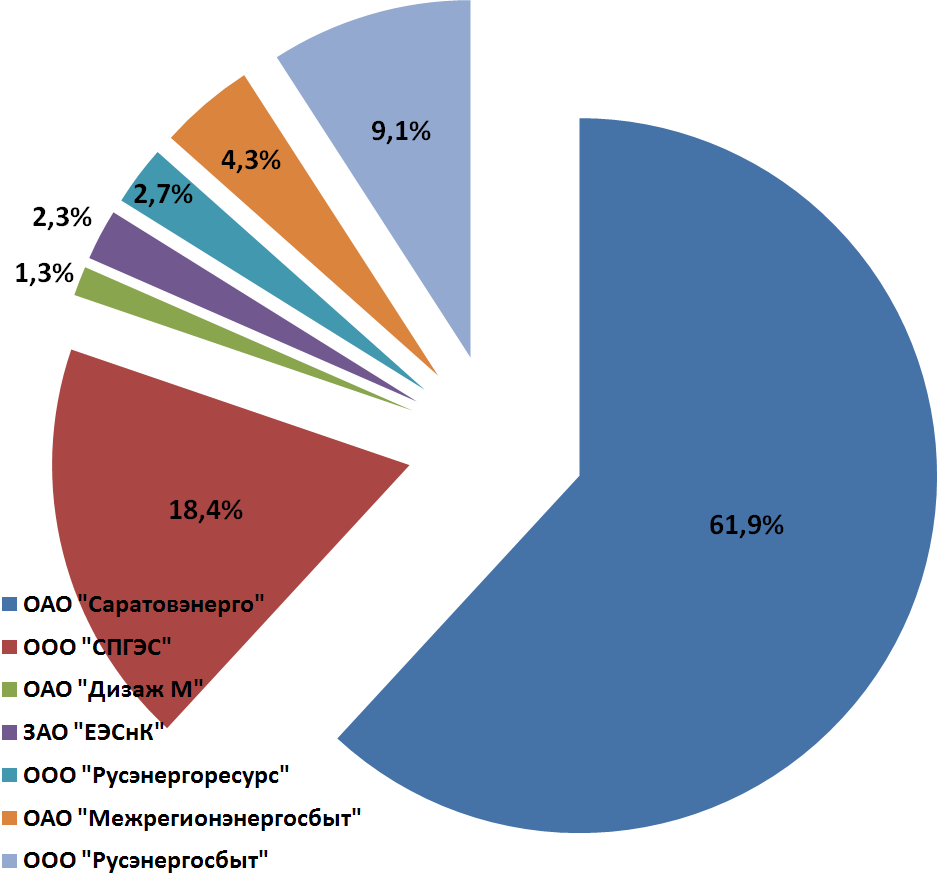 9,1%
4,3%
2,7%
2,3%
1,3%
18,4%
61,9%
ОАО "Саратовэнерго"
ООО "СПГЭС"
ОАО "Дизаж М"
ЗАО "ЕЭСнК"
ООО "Русэнергоресурс"
ОАО "Межрегионэнергосбыт"
ООО "Русэнергосбыт"